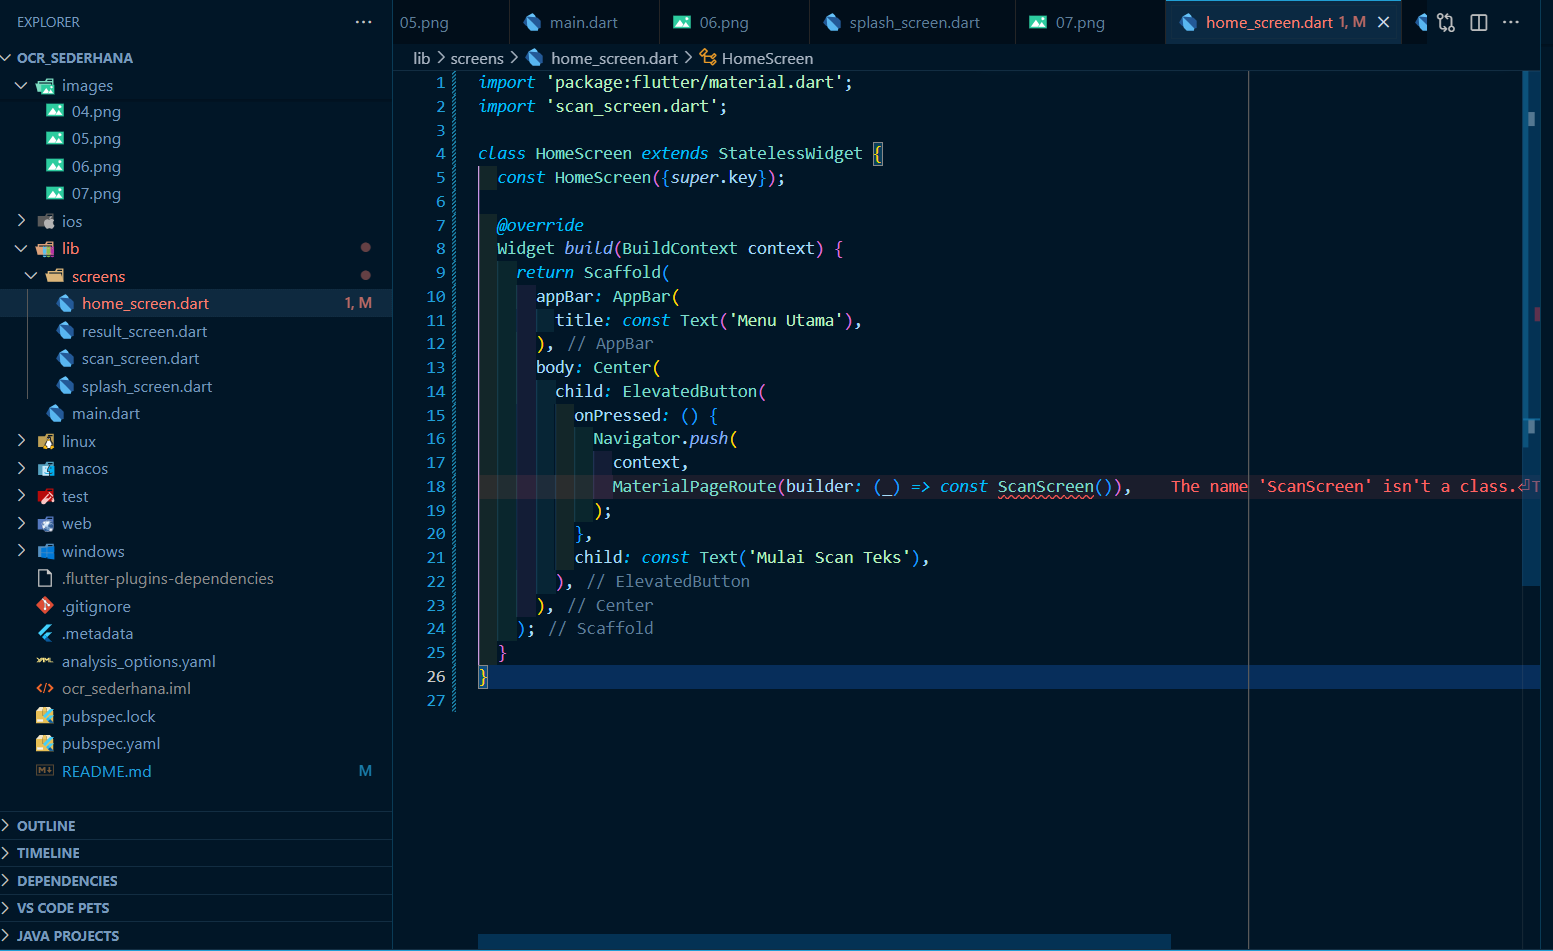 EXPLORER
OCR_SEDERHANA
images
04.png
05.png
06.png
07.png
ios
lib
screens
home_screen.dart 1, M
result_screen.dart
scan_screen.dart
splash_screen.dart
main.dart
linux
macos
test
web
windows
.flutter-plugins-dependencies
.gitignore
.metadata
analysis_options.yaml
ocr_sederhana.iml
pubspec.lock
pubspec.yaml
README.md M
OUTLINE
TIMELINE
DEPENDENCIES
VS CODE PETS
JAVA PROJECTS
05.png main.dart 06.png splash_screen.dart 07.png home_screen.dart 1, M
lib > screens > home_screen.dart > HomeScreen
1 import 'package:flutter/material.dart';
2 import 'scan_screen.dart';
3
4 class HomeScreen extends StatelessWidget {
5 const HomeScreen({super.key});
6
7 @override
8 Widget build(BuildContext context) {
9 return Scaffold(
10 appBar: AppBar(
11 title: const Text('Menu Utama'),
12 ), // AppBar
13 body: Center(
14 child: ElevatedButton(
15 onPressed: () {
16 Navigator.push(
17 context,
18 MaterialPageRoute(builder: (_) => const ScanScreen()), The name 'ScanScreen' isn't a class.⏎T
19 );
20 },
21 child: const Text('Mulai Scan Teks'),
22 ), // ElevatedButton
23 ), // Center
24 ); // Scaffold
25 }
26 }
27